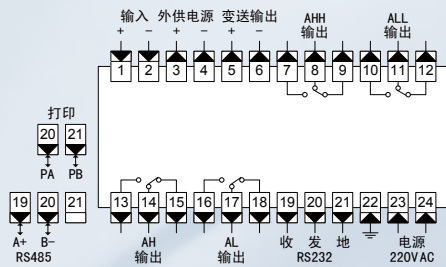 输入 外供电源 变送输出 AHH 输出 ALL 输出
+ − + − + −
1 2 3 4 5 6 7 8 9 10 11 12
打印
20 21
PA PB
13 14 15 16 17 18 19 20 21 22 23 24
19 20 21
A+ B−
RS485
AH 输出
AL 输出
收 发 地
RS232
电源
220V AC